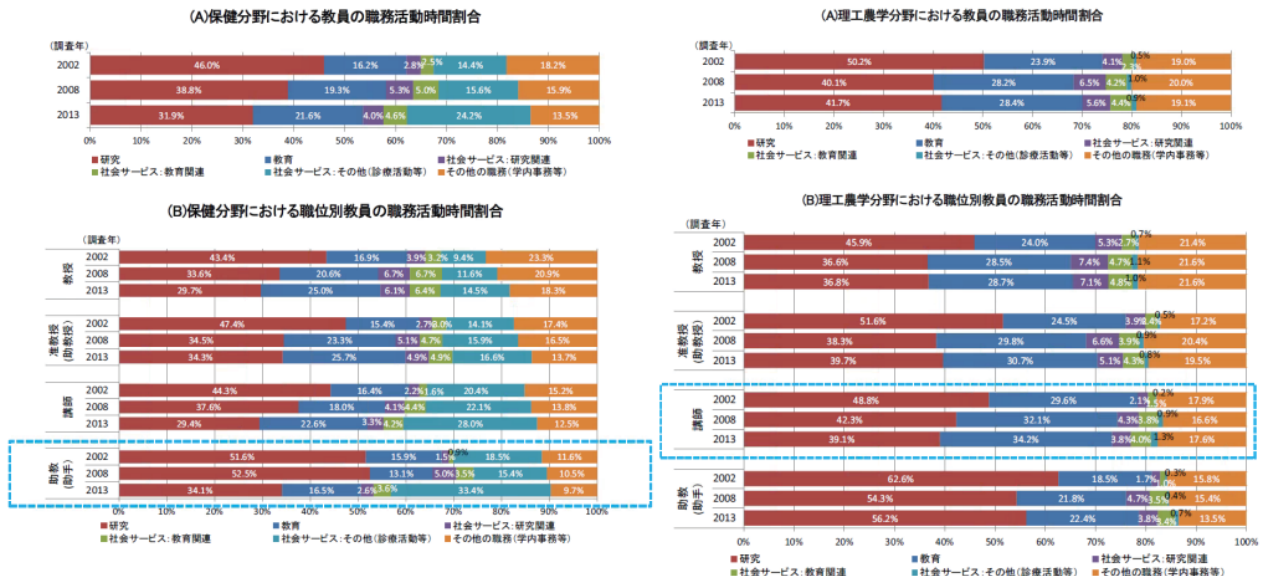 (A)保健分野における教員の職務活動時間割合
(調査年)
2002 46.0% 16.2% 2.8% 2.5% 14.4% 18.2%
2008 38.8% 19.3% 5.3% 5.0% 15.6% 15.9%
2013 31.9% 21.6% 4.0% 4.6% 24.2% 13.5%
0% 10% 20% 30% 40% 50% 60% 70% 80% 90% 100%
■研究 ■教育 ■社会サービス:研究関連
■社会サービス:教育関連 ■社会サービス:その他(診療活動等) ■その他の職務(学内事務等)
(B)保健分野における職位別教員の職務活動時間割合
(調査年)
教授
2002 43.4% 16.9% 3.9% 3.2% 9.4% 23.3%
2008 33.6% 20.6% 6.7% 6.7% 11.6% 20.9%
2013 29.7% 25.0% 6.1% 6.4% 14.5% 18.3%
准教授
(助教授)
2002 47.4% 15.4% 2.7% 3.0% 14.1% 17.4%
2008 34.5% 23.3% 5.1% 4.7% 15.9% 16.5%
2013 34.3% 25.7% 4.9% 4.9% 16.6% 13.7%
講師
2002 44.3% 16.4% 2.2% 1.6% 20.4% 15.2%
2008 37.6% 18.0% 4.1% 4.4% 22.1% 13.8%
2013 29.4% 22.6% 3.3% 4.2% 28.0% 12.5%
助教
(助手)
2002 51.6% 15.9% 1.5% 0.9% 18.5% 11.6%
2008 52.5% 13.1% 5.0% 3.5% 15.4% 10.5%
2013 34.1% 16.5% 2.6% 3.6% 33.4% 9.7%
0% 10% 20% 30% 40% 50% 60% 70% 80% 90% 100%
■研究 ■教育 ■社会サービス:研究関連
■社会サービス:教育関連 ■社会サービス:その他(診療活動等) ■その他の職務(学内事務等)
(A)理工農学分野における教員の職務活動時間割合
(調査年)
2002 50.2% 23.9% 4.1% 2.3% 0.5% 19.0%
2008 40.1% 28.2% 6.5% 4.2% 1.0% 20.0%
2013 41.7% 28.4% 5.6% 4.4% 0.9% 19.1%
0% 10% 20% 30% 40% 50% 60% 70% 80% 90% 100%
■研究 ■教育 ■社会サービス:研究関連
■社会サービス:教育関連 ■社会サービス:その他(診療活動等) ■その他の職務(学内事務等)
(B)理工農学分野における職位別教員の職務活動時間割合
(調査年)
教授
2002 45.9% 24.0% 5.3% 2.7% 0.7% 21.4%
2008 36.6% 28.5% 7.4% 4.7% 1.1% 21.6%
2013 36.8% 28.7% 7.1% 4.8% 1.0% 21.6%
准教授
(助教授)
2002 51.6% 24.5% 3.9% 2.4% 0.5% 17.2%
2008 38.3% 29.8% 6.6% 3.9% 0.9% 20.4%
2013 39.7% 30.7% 5.1% 4.3% 0.8% 19.5%
講師
2002 48.8% 29.6% 2.1% 1.5% 0.2% 17.9%
2008 42.3% 32.1% 4.3% 3.8% 0.9% 16.6%
2013 39.1% 34.2% 3.8% 4.0% 1.3% 17.6%
助教
(助手)
2002 62.6% 18.5% 1.7% 0.3% 15.8%
2008 54.3% 21.8% 4.7% 3.5% 0.4% 15.4%
2013 56.2% 22.4% 3.8% 3.4% 0.7% 13.5%
0% 10% 20% 30% 40% 50% 60% 70% 80% 90% 100%
■研究 ■教育 ■社会サービス:研究関連
■社会サービス:教育関連 ■社会サービス:その他(診療活動等) ■その他の職務(学内事務等)